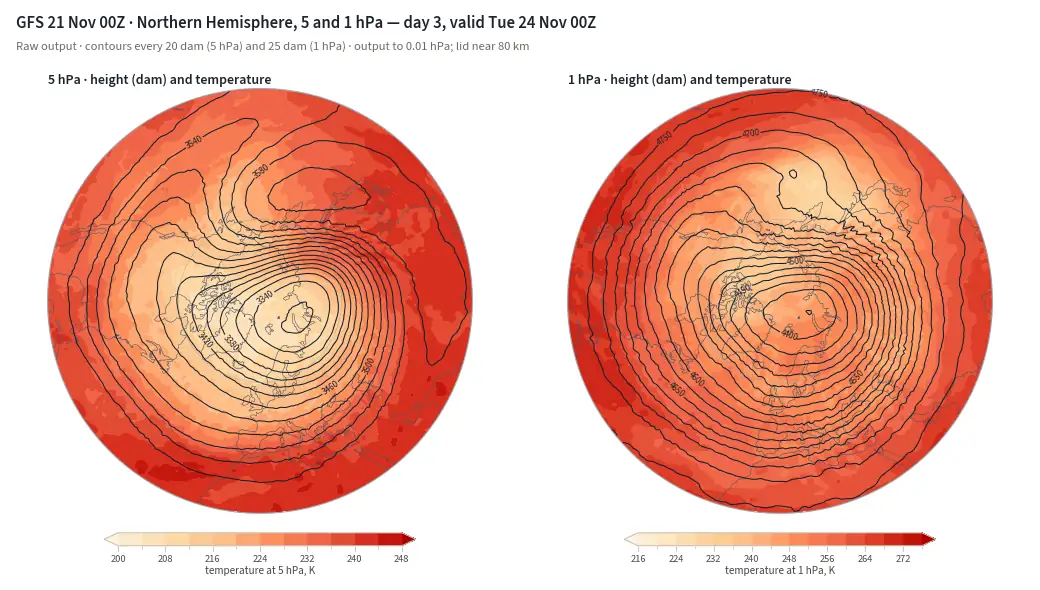 GFS 21 Nov 00Z · Northern Hemisphere, 5 and 1 hPa — day 3, valid Tue 24 Nov 00Z
Raw output · contours every 20 dam (5 hPa) and 25 dam (1 hPa) · output to 0.01 hPa; lid near 80 km
5 hPa · height (dam) and temperature
1 hPa · height (dam) and temperature
3540
3580
3340
3420
3380
3460
3500
4750
4750
4700
4500
4400
4600
4650
4650
200 208 216 224 232 240 248
temperature at 5 hPa, K
216 224 232 240 248 256 264 272
temperature at 1 hPa, K